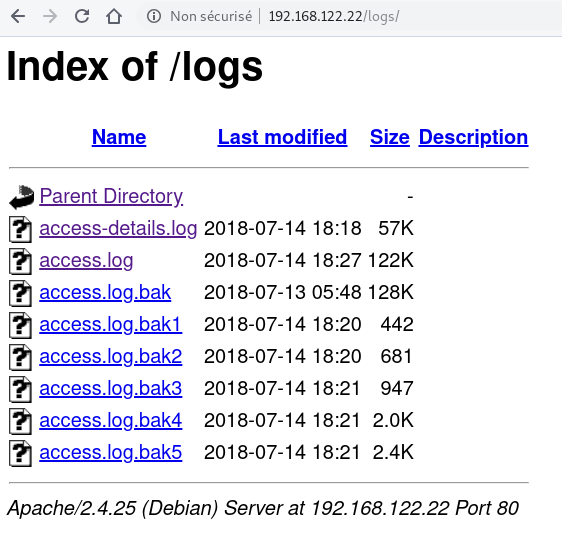 Non sécurisé | 192.168.122.22/logs/
Index of /logs
Name Last modified Size Description
Parent Directory -
access-details.log 2018-07-14 18:18 57K
access.log 2018-07-14 18:27 122K
access.log.bak 2018-07-13 05:48 128K
access.log.bak1 2018-07-14 18:20 442
access.log.bak2 2018-07-14 18:20 681
access.log.bak3 2018-07-14 18:21 947
access.log.bak4 2018-07-14 18:21 2.0K
access.log.bak5 2018-07-14 18:21 2.4K
Apache/2.4.25 (Debian) Server at 192.168.122.22 Port 80